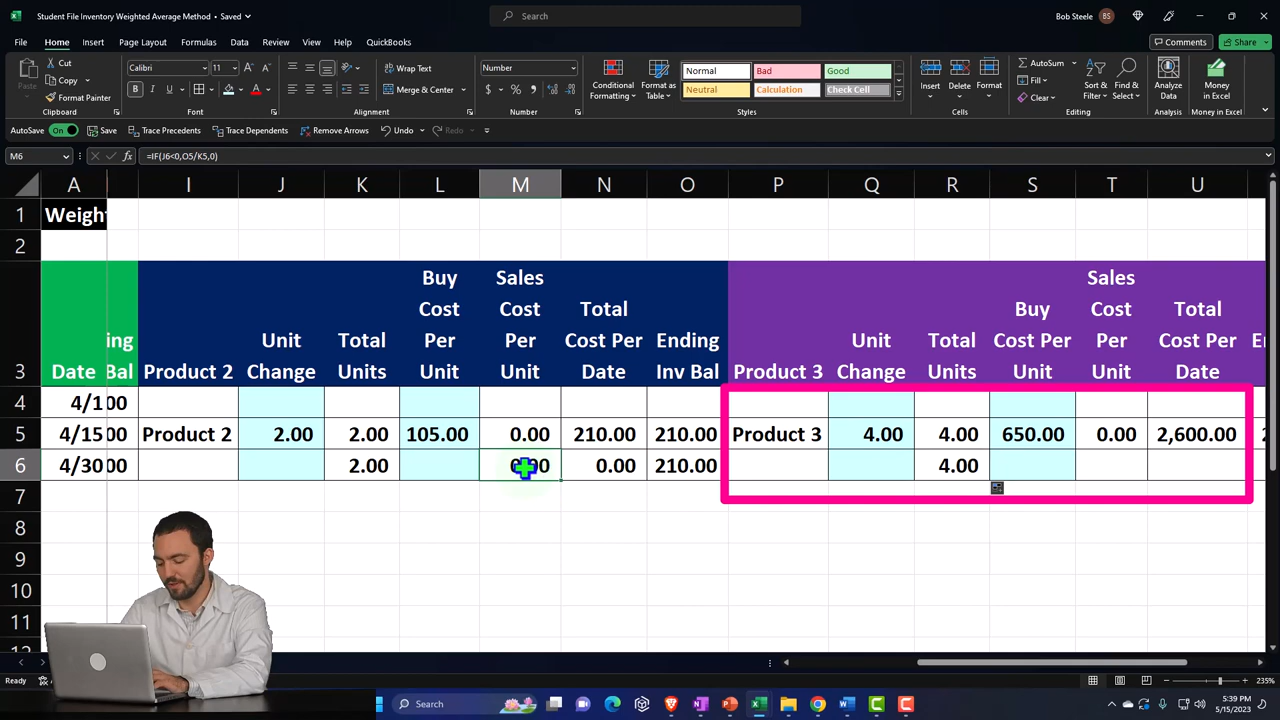 Student File Inventory Weighted Average Method • Saved
Search
Bob Steele BS
File Home Insert Page Layout Formulas Data Review View Help QuickBooks
Comments Share
Cut
Copy
Format Painter
Paste
Clipboard
Calibri 11
B I U
Font
Wrap Text
Merge & Center
Alignment
Number
$ % ,
Number
Conditional Formatting
Format as Table
Normal Bad Good
Neutral Calculation Check Cell
Styles
Insert Delete Format
Cells
AutoSum
Fill
Clear
Sort & Filter
Find & Select
Editing
Analyze Data
Analysis
Money in Excel
Money in Excel
AutoSave On Save Trace Precedents Trace Dependents Remove Arrows Undo Redo
M6 fx =IF(J6<0,O5/K5,0)
A I J K L M N O P Q R S T U
1 Weigh
2
3 Date ing Bal Product 2 Unit Change Total Units Buy Cost Per Unit Sales Cost Per Unit Total Cost Per Date Ending Inv Bal Product 3 Unit Change Total Units Buy Cost Per Unit Sales Cost Per Unit Total Cost Per Date
4 4/1 00
5 4/15 00 Product 2 2.00 2.00 105.00 0.00 210.00 210.00 Product 3 4.00 4.00 650.00 0.00 2,600.00
6 4/30 00 2.00 0.00 0.00 210.00 4.00
7
8
9
10
11
Ready
235%
Search
5:39 PM
5/15/2023